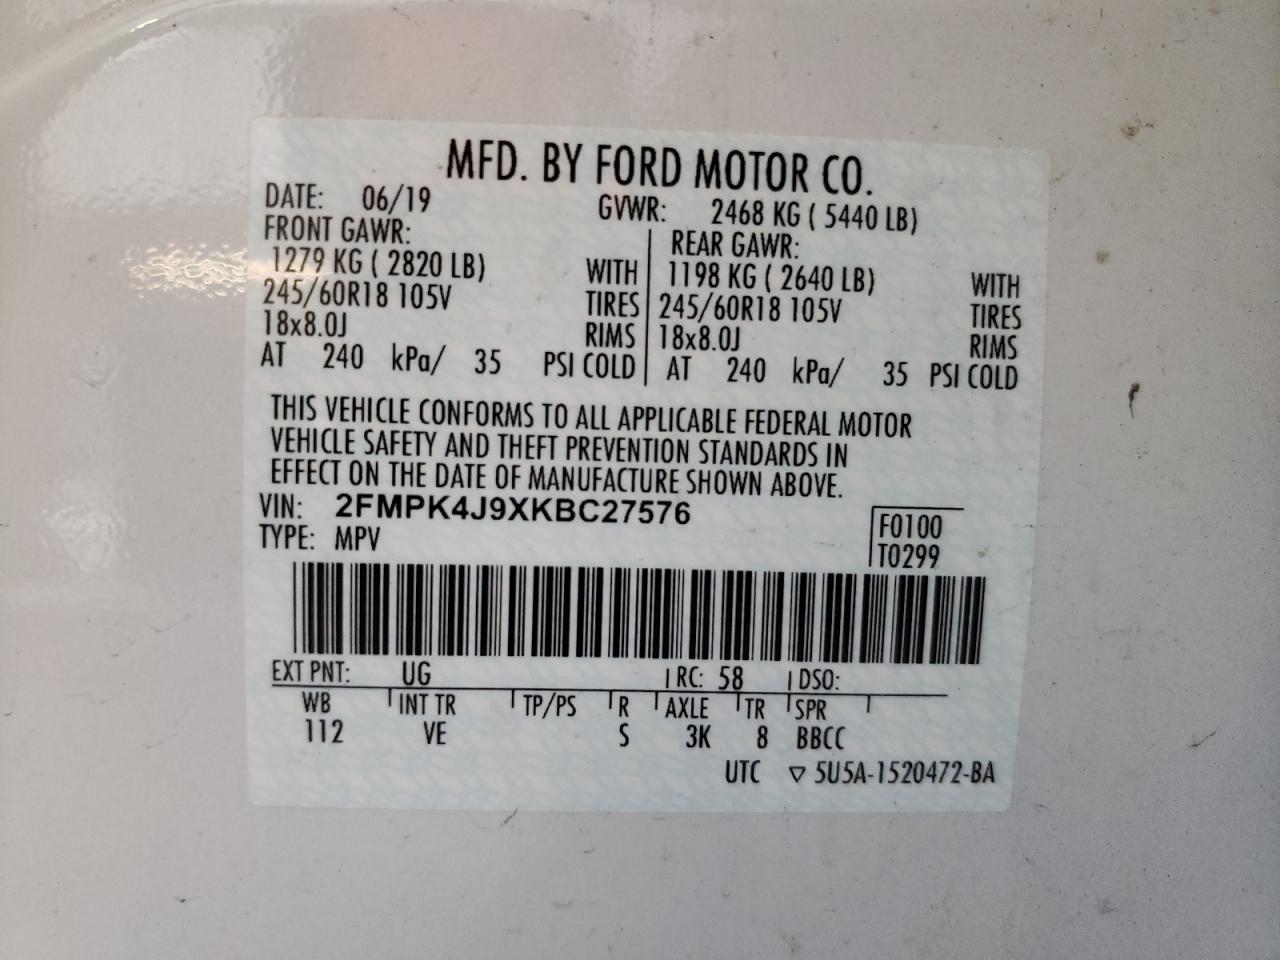 MFD. BY FORD MOTOR CO.
DATE: 06/19 GVWR: 2468 KG ( 5440 LB)
FRONT GAWR: REAR GAWR:
1279 KG ( 2820 LB) WITH 1198 KG ( 2640 LB) WITH
245/60R18 105V TIRES 245/60R18 105V TIRES
18x8.0J RIMS 18x8.0J RIMS
AT 240 kPa/ 35 PSI COLD AT 240 kPa/ 35 PSI COLD
THIS VEHICLE CONFORMS TO ALL APPLICABLE FEDERAL MOTOR
VEHICLE SAFETY AND THEFT PREVENTION STANDARDS IN
EFFECT ON THE DATE OF MANUFACTURE SHOWN ABOVE.
VIN: 2FMPK4J9XKBC27576 F0100
TYPE: MPV T0299
EXT PNT: UG RC: 58 DSO:
WB INT TR TP/PS R AXLE TR SPR
112 VE S 3K 8 BBCC
UTC ▽ 5U5A-1520472-BA